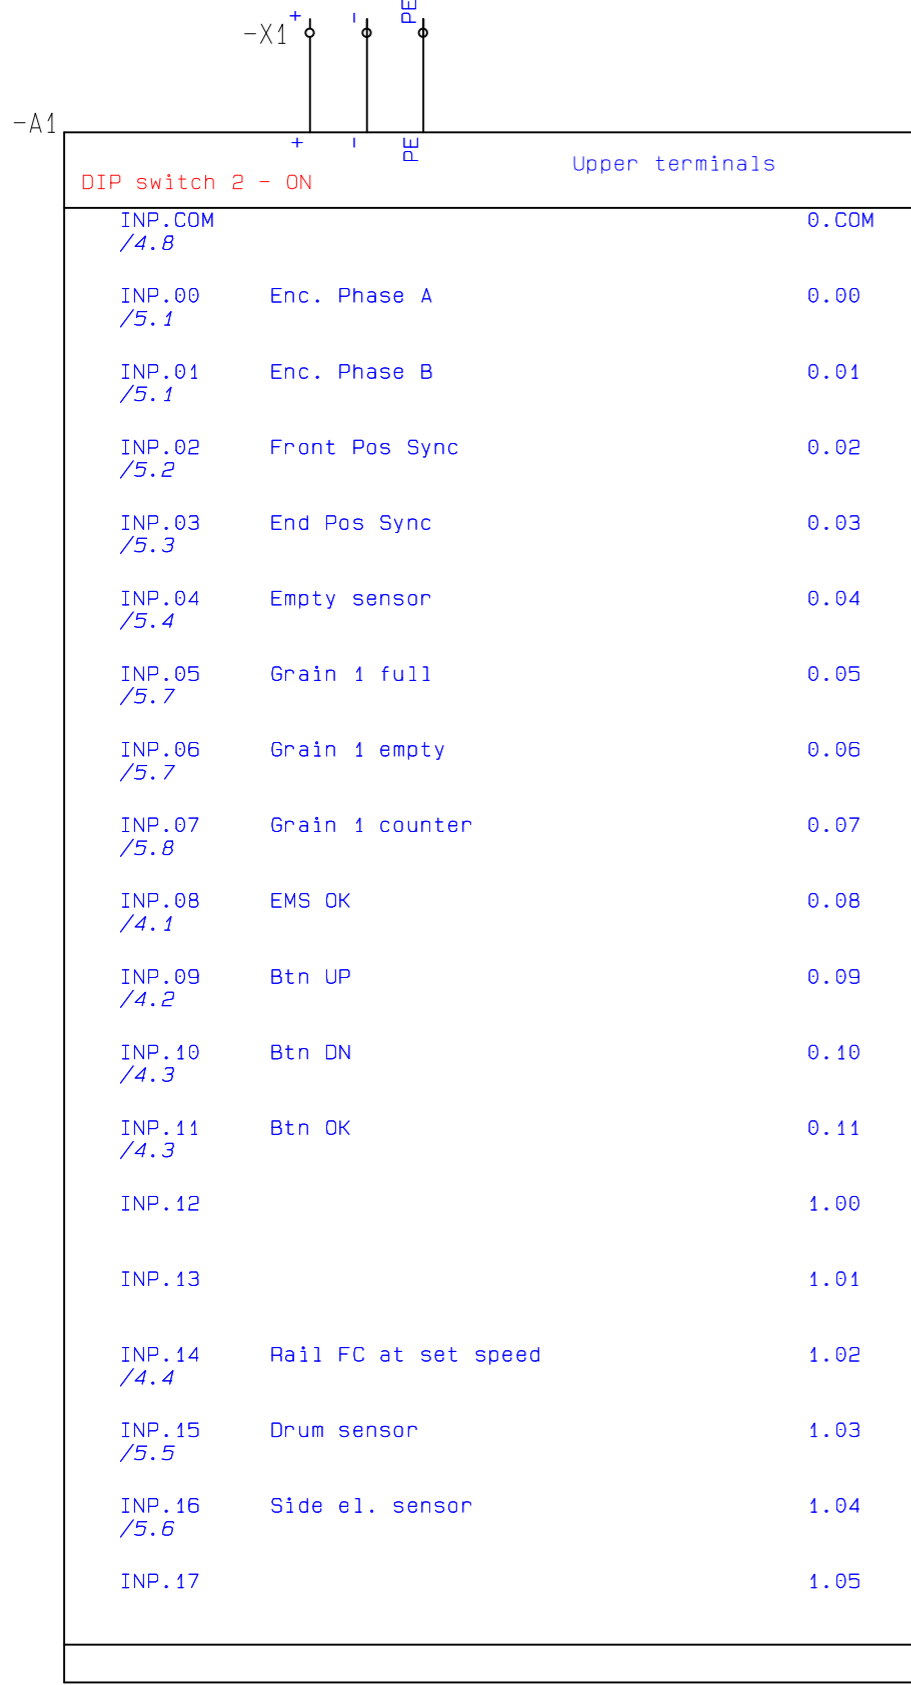 + - PE
-X1
-A1
+ - PE
Upper terminals
DIP switch 2 - ON
INP.COM 0.COM
/4.8
INP.00 Enc. Phase A 0.00
/5.1
INP.01 Enc. Phase B 0.01
/5.1
INP.02 Front Pos Sync 0.02
/5.2
INP.03 End Pos Sync 0.03
/5.3
INP.04 Empty sensor 0.04
/5.4
INP.05 Grain 1 full 0.05
/5.7
INP.06 Grain 1 empty 0.06
/5.7
INP.07 Grain 1 counter 0.07
/5.8
INP.08 EMS OK 0.08
/4.1
INP.09 Btn UP 0.09
/4.2
INP.10 Btn DN 0.10
/4.3
INP.11 Btn OK 0.11
/4.3
INP.12 1.00
INP.13 1.01
INP.14 Rail FC at set speed 1.02
/4.4
INP.15 Drum sensor 1.03
/5.5
INP.16 Side el. sensor 1.04
/5.6
INP.17 1.05